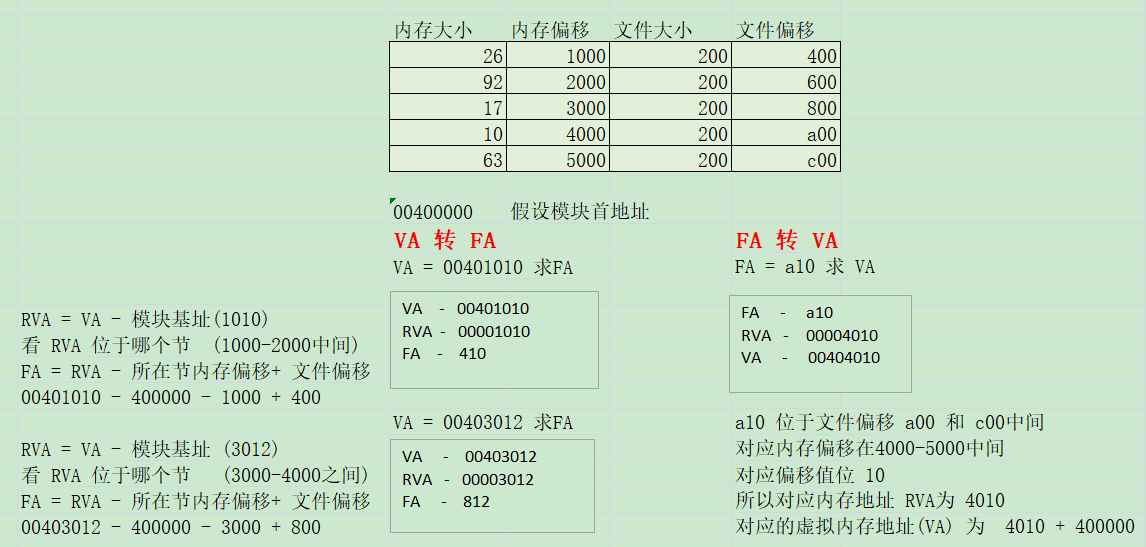 内存大小 内存偏移 文件大小 文件偏移
26 1000 200 400
92 2000 200 600
17 3000 200 800
10 4000 200 a00
63 5000 200 c00
00400000 假设模块首地址
VA 转 FA
VA = 00401010 求FA
VA - 00401010
RVA - 00001010
FA - 410
RVA = VA - 模块基址(1010)
看 RVA 位于哪个节 (1000-2000中间)
FA = RVA - 所在节内存偏移+ 文件偏移
00401010 - 400000 - 1000 + 400
VA = 00403012 求FA
VA - 00403012
RVA - 00003012
FA - 812
RVA = VA - 模块基址 (3012)
看 RVA 位于哪个节 (3000-4000之间)
FA = RVA - 所在节内存偏移+ 文件偏移
00403012 - 400000 - 3000 + 800
FA 转 VA
FA = a10 求 VA
FA - a10
RVA - 00004010
VA - 00404010
a10 位于文件偏移 a00 和 c00中间
对应内存偏移在4000-5000中间
对应偏移值位 10
所以对应内存地址 RVA为 4010
对应的虚拟内存地址(VA) 为 4010 + 400000